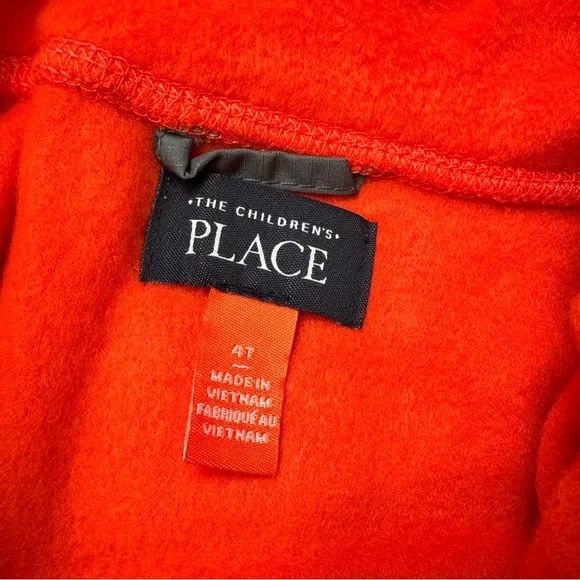 •THE CHILDREN'S•
PLACE
4T
MADE IN
VIETNAM
FABRIQUÉ AU
VIETNAM